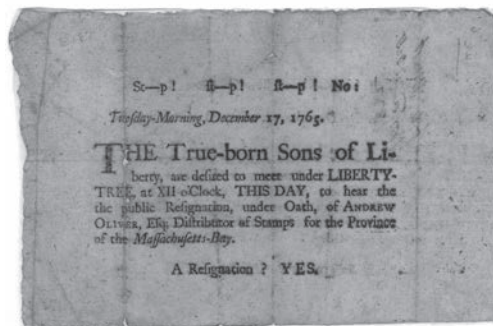 St—p! ſt—p! ſt—p! No:
Tueſday-Morning, December 17, 1765.
THE True-born Sons of Li-
berty, are deſired to meet under LIBERTY-
TREE, at XII o'Clock, THIS DAY, to hear the
the public Reſignation, under Oath, of ANDREW
OLIVER, Eſq; Diſtributor of Stamps for the Province
of the Maſſachuſetts-Bay.
A Reſignation ? YES.